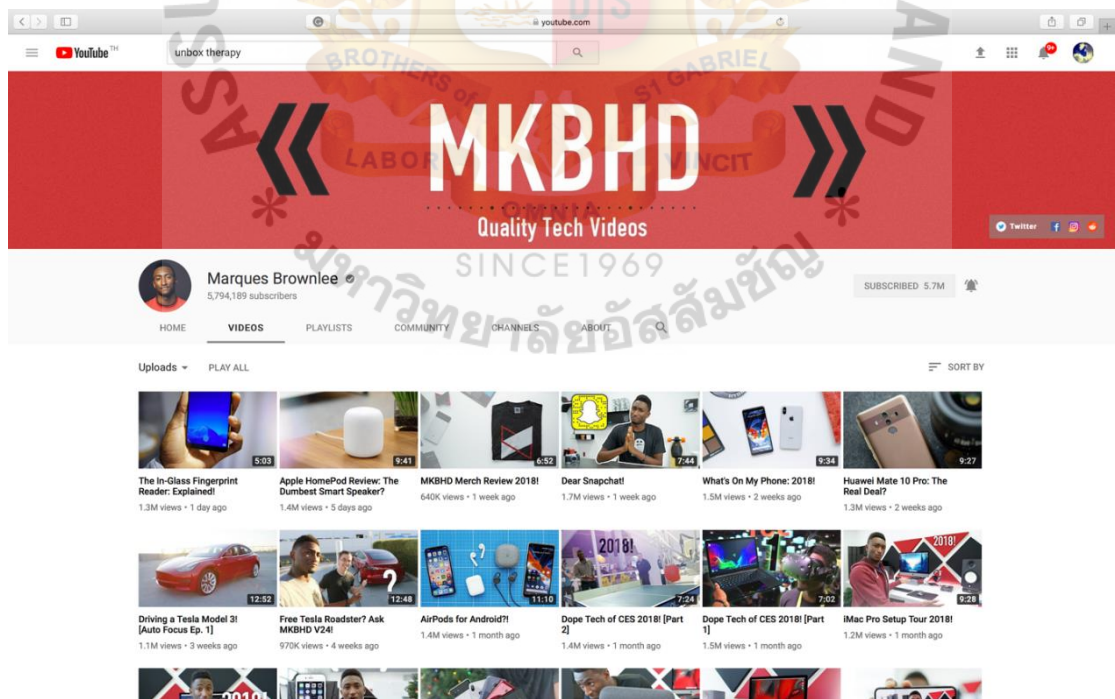 youtube.com
YouTube TH
unbox therapy
9+
BROTHERS of ST GABRIEL
ASS
AND
MKBHD
LABOR
VINCIT
OMNIA
Quality Tech Videos
Twitter
SINCE1969
มหาวิทยาลัยอัสสัมชัญ
Marques Brownlee
5,794,189 subscribers
SUBSCRIBED 5.7M
HOME VIDEOS PLAYLISTS COMMUNITY CHANNELS ABOUT
Uploads PLAY ALL SORT BY
5:03 9:41 6:52 7:44 9:34 9:27
The In-Glass Fingerprint
Reader: Explained!
1.3M views • 1 day ago
Apple HomePod Review: The
Dumbest Smart Speaker?
1.4M views • 5 days ago
MKBHD Merch Review 2018!
640K views • 1 week ago
Dear Snapchat!
1.7M views • 1 week ago
What's On My Phone: 2018!
1.5M views • 2 weeks ago
Huawei Mate 10 Pro: The
Real Deal?
1.3M views • 2 weeks ago
2018!
2018!
12:52 12:48 11:10 7:24 7:02 9:28
Driving a Tesla Model 3!
[Auto Focus Ep. 1]
1.1M views • 3 weeks ago
Free Tesla Roadster? Ask
MKBHD V24!
970K views • 4 weeks ago
AirPods for Android?!
1.4M views • 1 month ago
Dope Tech of CES 2018! [Part
2]
1.4M views • 1 month ago
Dope Tech of CES 2018! [Part
1]
1.5M views • 1 month ago
iMac Pro Setup Tour 2018!
1.2M views • 1 month ago
2018!